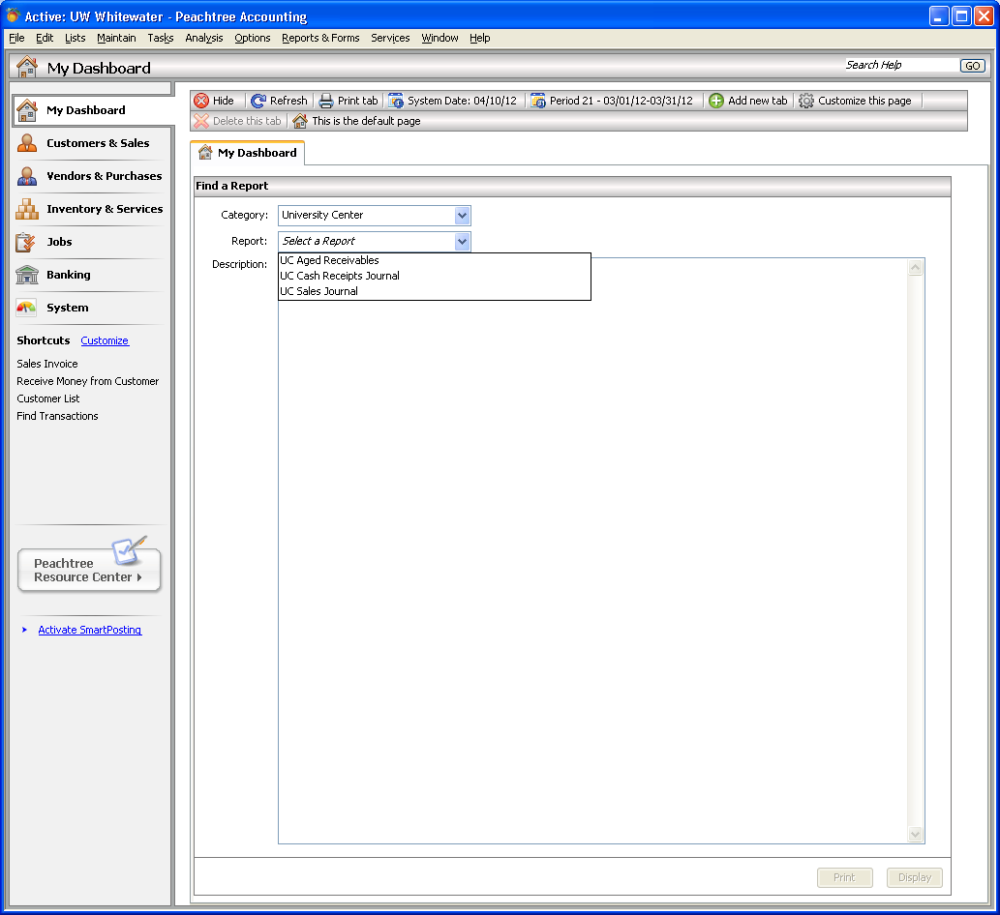 Active: UW Whitewater - Peachtree Accounting
File Edit Lists Maintain Tasks Analysis Options Reports & Forms Services Window Help
My Dashboard
Search Help GO
My Dashboard
Customers & Sales
Vendors & Purchases
Inventory & Services
Jobs
Banking
System
Shortcuts Customize
Sales Invoice
Receive Money from Customer
Customer List
Find Transactions
Peachtree
Resource Center
Activate SmartPosting
Hide Refresh Print tab System Date: 04/10/12 Period 21 - 03/01/12-03/31/12 Add new tab Customize this page
Delete this tab This is the default page
My Dashboard
Find a Report
Category: University Center
Report: Select a Report
Description:
UC Aged Receivables
UC Cash Receipts Journal
UC Sales Journal
Print Display